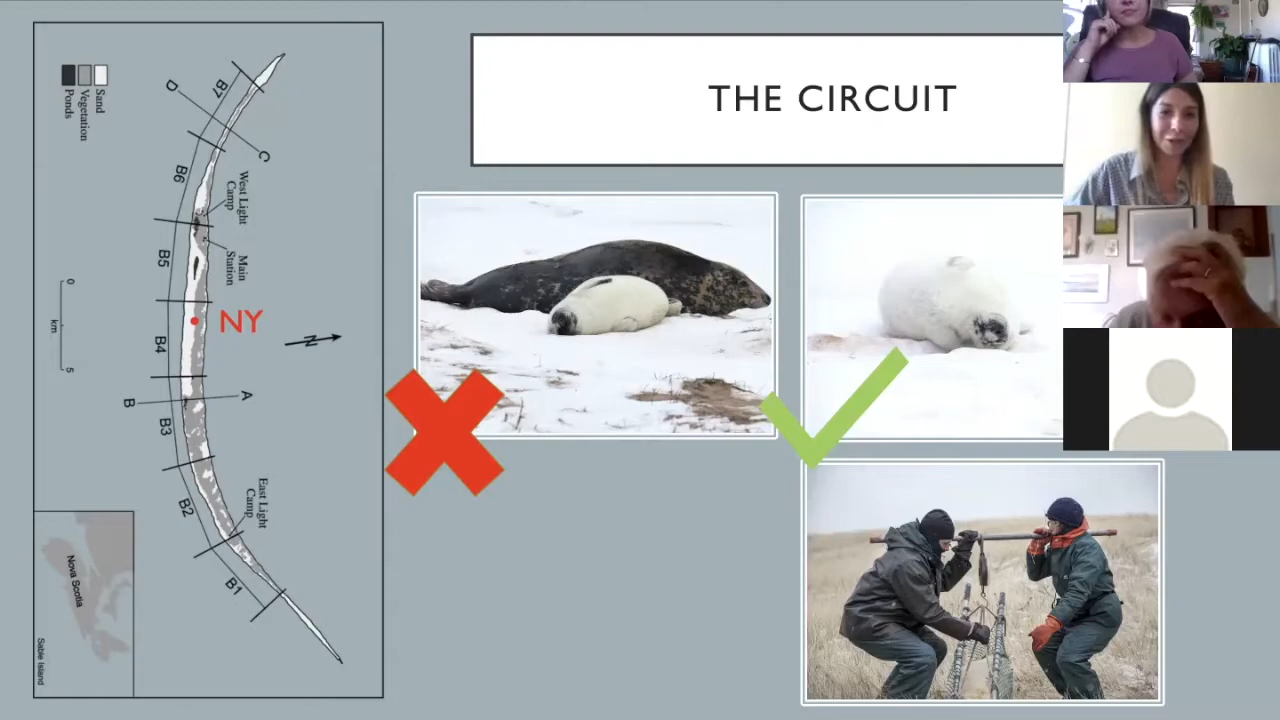 THE CIRCUIT
Sand
Vegetation
Ponds
B7
D
C
B6
West Light
Camp
Main
Station
B5
0
km
5
NY
N
B4
A
B
B3
B2
East Light
Camp
B1
Nova Scotia
Sable Island